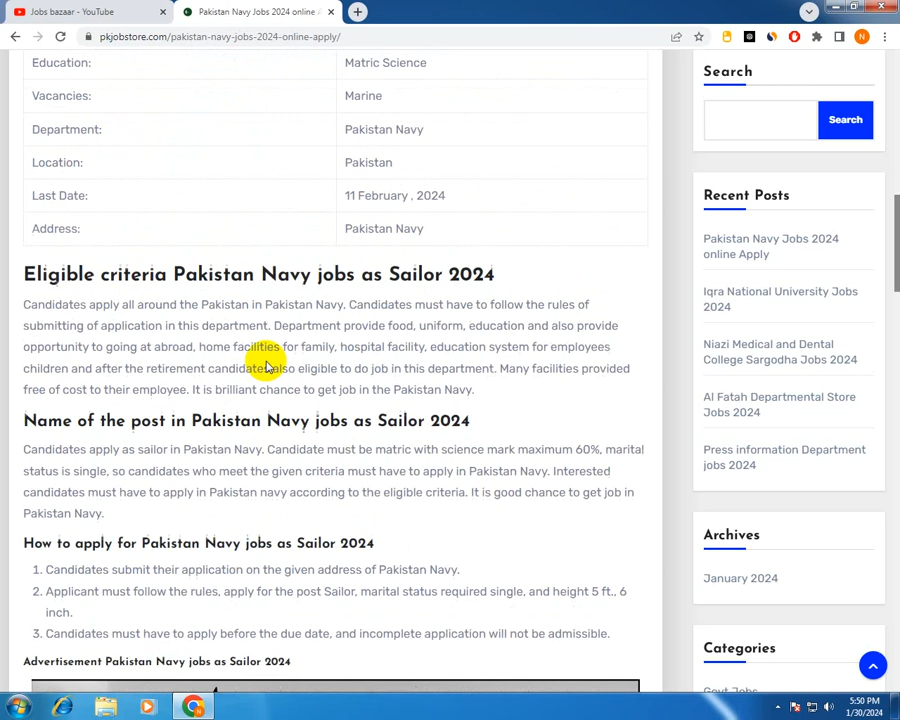 Jobs bazaar - YouTube
Pakistan Navy Jobs 2024 online A
pkjobstore.com/pakistan-navy-jobs-2024-online-apply/
N
Education: Matric Science
Vacancies: Marine
Department: Pakistan Navy
Location: Pakistan
Last Date: 11 February , 2024
Address: Pakistan Navy
Eligible criteria Pakistan Navy jobs as Sailor 2024
Candidates apply all around the Pakistan in Pakistan Navy. Candidates must have to follow the rules of
submitting of application in this department. Department provide food, uniform, education and also provide
opportunity to going at abroad, home facilities for family, hospital facility, education system for employees
children and after the retirement candidates also eligible to do job in this department. Many facilities provided
free of cost to their employee. It is brilliant chance to get job in the Pakistan Navy.
Name of the post in Pakistan Navy jobs as Sailor 2024
Candidates apply as sailor in Pakistan Navy. Candidate must be matric with science mark maximum 60%, marital
status is single, so candidates who meet the given criteria must have to apply in Pakistan Navy. Interested
candidates must have to apply in Pakistan navy according to the eligible criteria. It is good chance to get job in
Pakistan Navy.
How to apply for Pakistan Navy jobs as Sailor 2024
1. Candidates submit their application on the given address of Pakistan Navy.
2. Applicant must follow the rules, apply for the post Sailor, marital status required single, and height 5 ft., 6
inch.
3. Candidates must have to apply before the due date, and incomplete application will not be admissible.
Advertisement Pakistan Navy jobs as Sailor 2024
Search
Search
Recent Posts
Pakistan Navy Jobs 2024
online Apply
Iqra National University Jobs
2024
Niazi Medical and Dental
College Sargodha Jobs 2024
Al Fatah Departmental Store
Jobs 2024
Press information Department
jobs 2024
Archives
January 2024
Categories
Govt Jobs
5:50 PM
1/30/2024